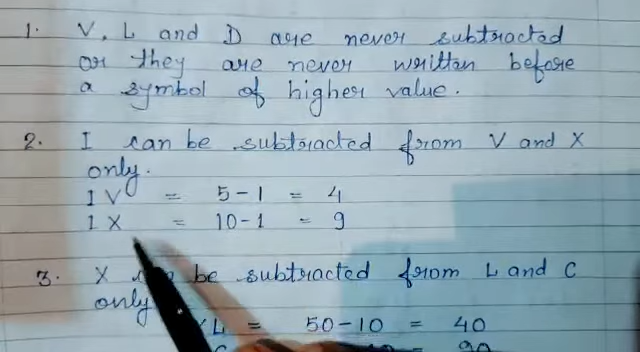 1. V, L and D are never subtracted
or they are never written before
a symbol of higher value.
2. I can be subtracted from V and X
only.
IV = 5-1 = 4
IX = 10-1 = 9
3. X be subtracted from L and C
only
XL = 50-10 = 40
= 90